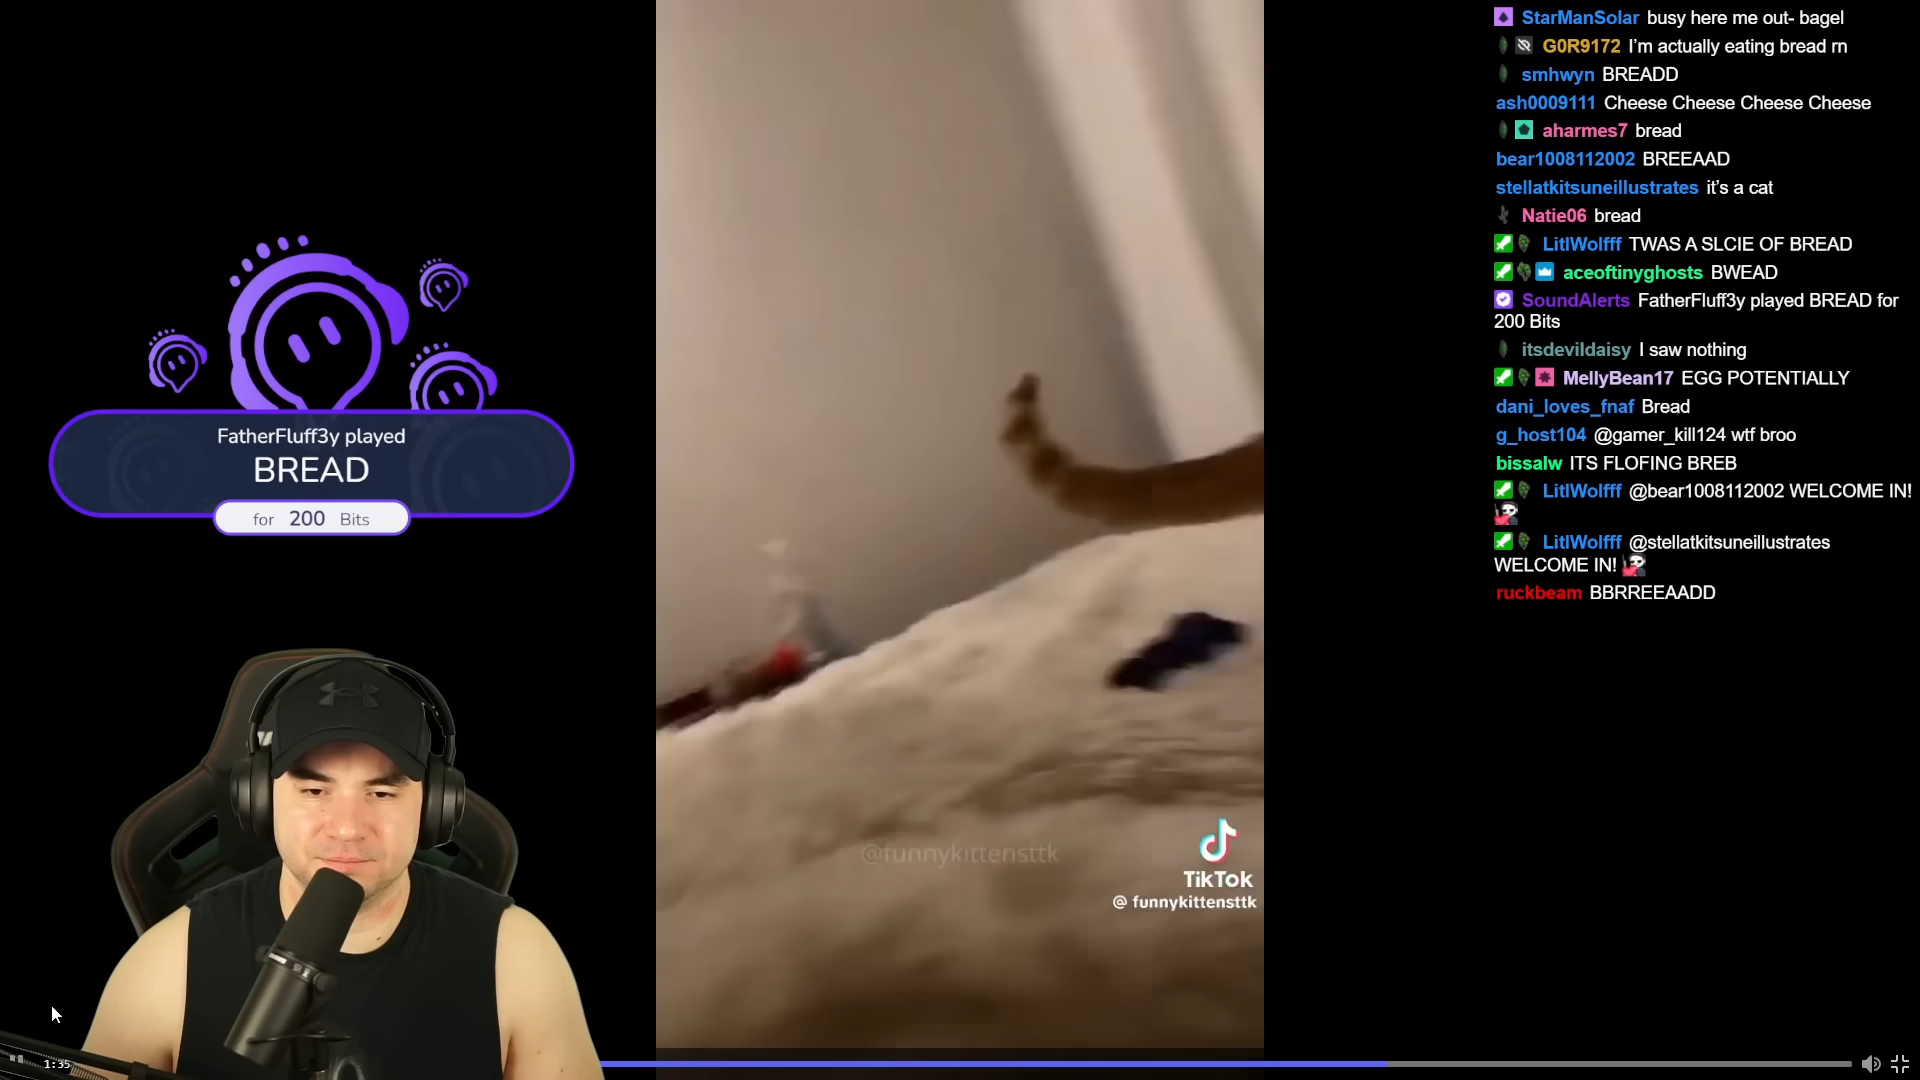 StarManSolar busy here me out- bagel
G0R9172 I’m actually eating bread rn
smhwyn BREADD
ash0009111 Cheese Cheese Cheese Cheese
aharmes7 bread
bear1008112002 BREEAAD
stellatkitsuneillustrates it’s a cat
Natie06 bread
LitlWolfff TWAS A SLCIE OF BREAD
aceoftinyghosts BWEAD
SoundAlerts FatherFluff3y played BREAD for
200 Bits
itsdevildaisy I saw nothing
MellyBean17 EGG POTENTIALLY
dani_loves_fnaf Bread
g_host104 @gamer_kill124 wtf broo
bissalw ITS FLOFING BREB
LitlWolfff @bear1008112002 WELCOME IN!
LitlWolfff @stellatkitsuneillustrates
WELCOME IN!
ruckbeam BBRREEAADD
FatherFluff3y played
BREAD
for 200 Bits
@funnykittensttk
TikTok
@ funnykittensttk
1:35